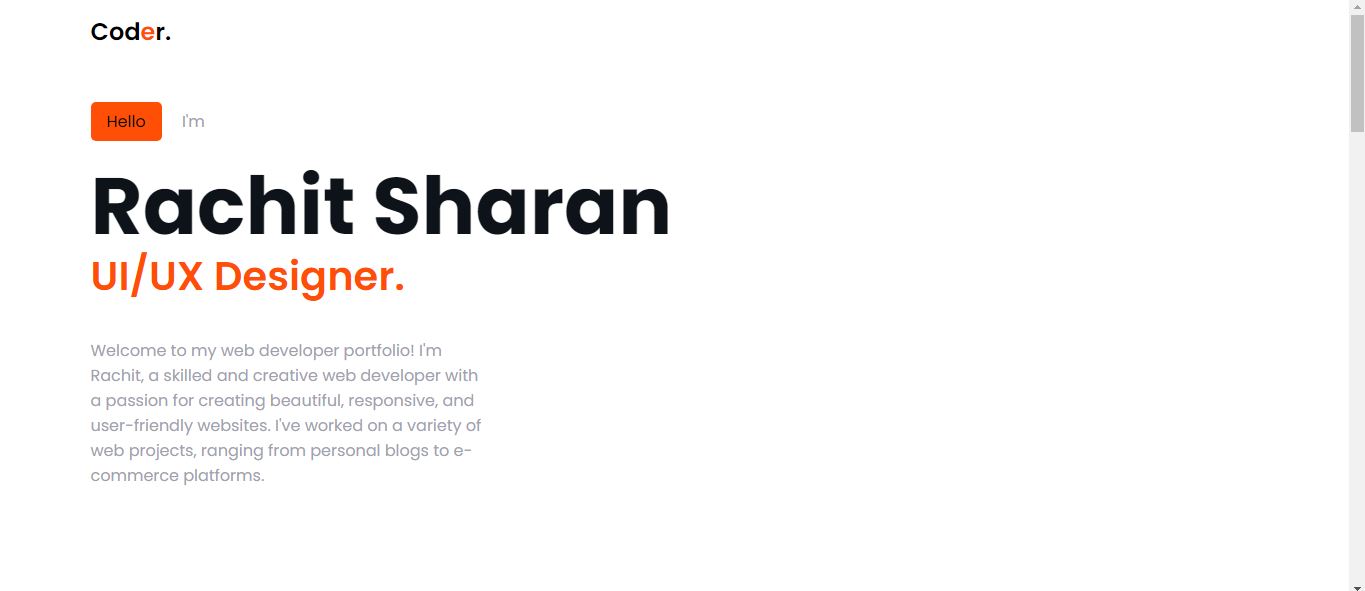 Coder.
Hello I'm
Rachit Sharan
UI/UX Designer.
Welcome to my web developer portfolio! I'm
Rachit, a skilled and creative web developer with
a passion for creating beautiful, responsive, and
user-friendly websites. I've worked on a variety of
web projects, ranging from personal blogs to e-
commerce platforms.